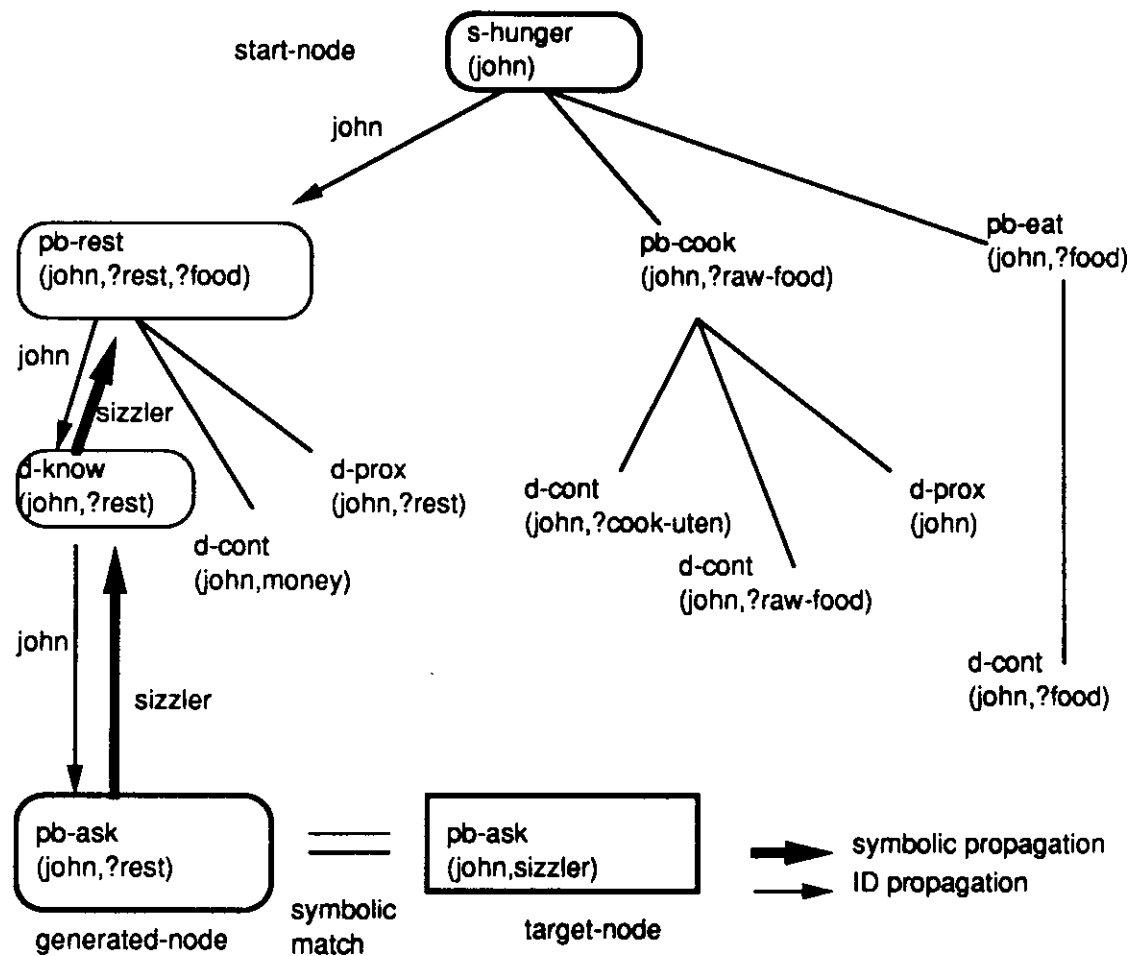 start-node
s-hunger
(john)
john
pb-rest
(john,?rest,?food)
pb-cook
(john,?raw-food)
pb-eat
(john,?food)
john
sizzler
d-know
(john,?rest)
d-cont
(john,money)
d-prox
(john,?rest)
d-cont
(john,?cook-uten)
d-cont
(john,?raw-food)
d-prox
(john)
d-cont
(john,?food)
john
sizzler
pb-ask
(john,?rest)
generated-node
symbolic
match
pb-ask
(john,sizzler)
target-node
symbolic propagation
ID propagation